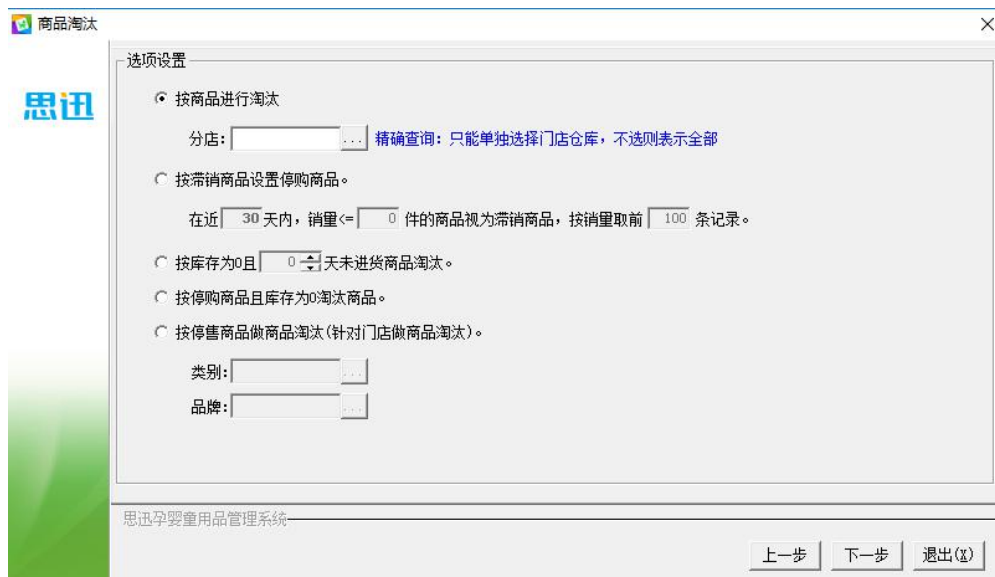 商品淘汰
思迅
选项设置
按商品进行淘汰
分店: ... 精确查询: 只能单独选择门店仓库，不选则表示全部
按滞销商品设置停购商品。
在近 30 天内，销量<= 0 件的商品视为滞销商品，按销量取前 100 条记录。
按库存为0且 0 天未进货商品淘汰。
按停购商品且库存为0淘汰商品。
按停售商品做商品淘汰(针对门店做商品淘汰)。
类别: ...
品牌: ...
思迅孕婴童用品管理系统
上一步 下一步 退出(X)